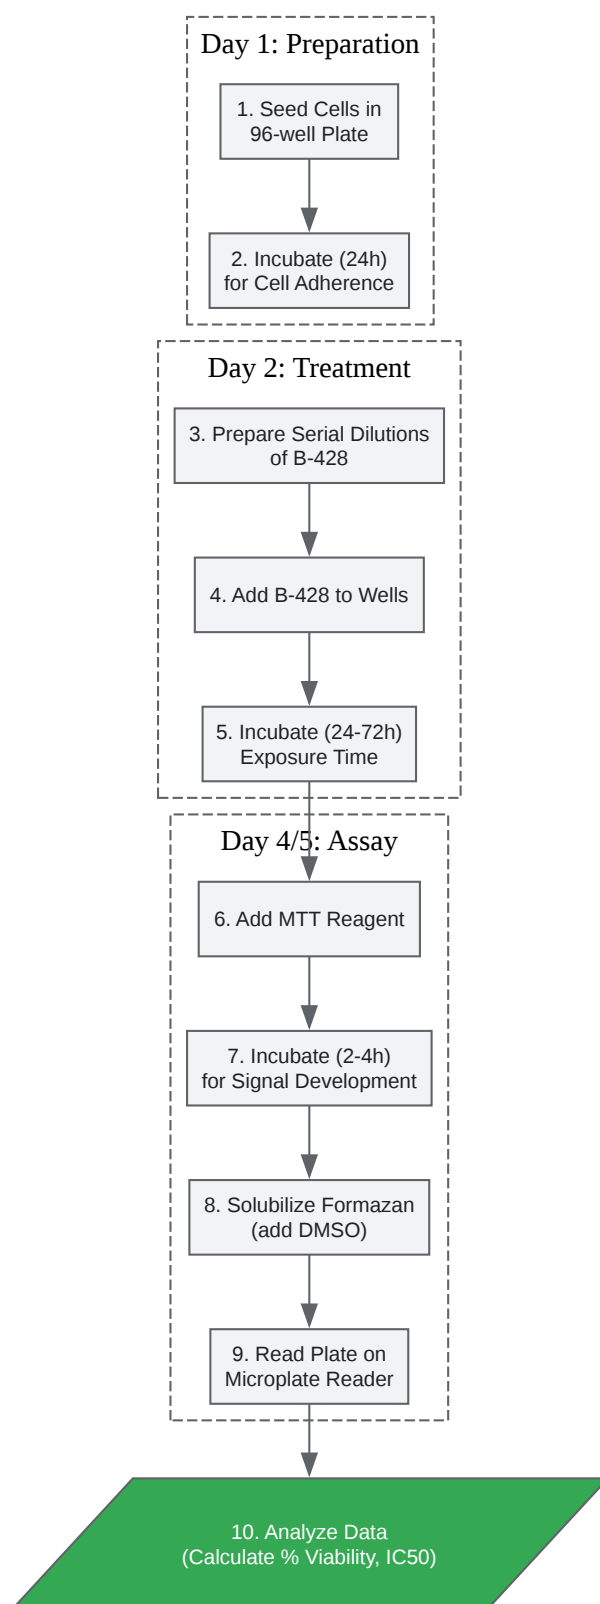 Day 1: Preparation
1. Seed Cells in
96-well Plate
2. Incubate (24h)
for Cell Adherence
Day 2: Treatment
3. Prepare Serial Dilutions
of B-428
4. Add B-428 to Wells
5. Incubate (24-72h)
Exposure Time
Day 4/5: Assay
6. Add MTT Reagent
7. Incubate (2-4h)
for Signal Development
8. Solubilize Formazan
(add DMSO)
9. Read Plate on
Microplate Reader
10. Analyze Data
(Calculate % Viability, IC50)